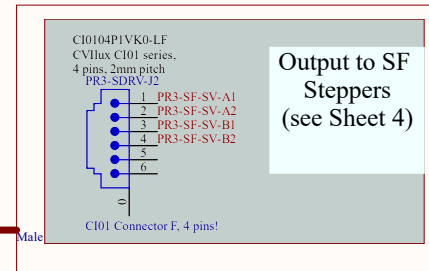 CI0104P1VK0-LF
CVIlux CI01 series,
4 pins, 2mm pitch
PR3-SDRV-J2
1 PR3-SF-SV-A1
2 PR3-SF-SV-A2
3 PR3-SF-SV-B1
4 PR3-SF-SV-B2
5
6
0
CI01 Connector F, 4 pins!
Male
Output to SF
Steppers
(see Sheet 4)